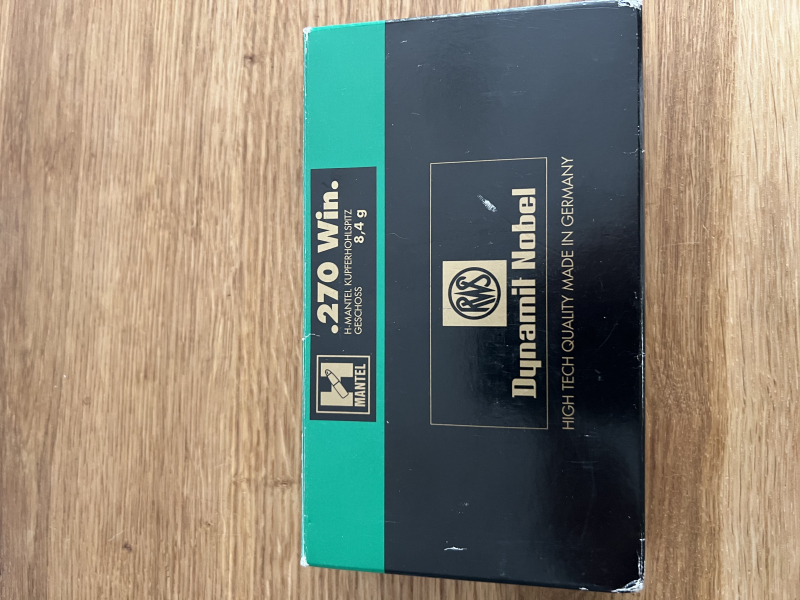 H
MANTEL
.270 Win.
H-MANTEL KUPFERHOHLSPITZ
GESCHOSS 8,4 g
RWS
Dynamit Nobel
HIGH TECH QUALITY MADE IN GERMANY